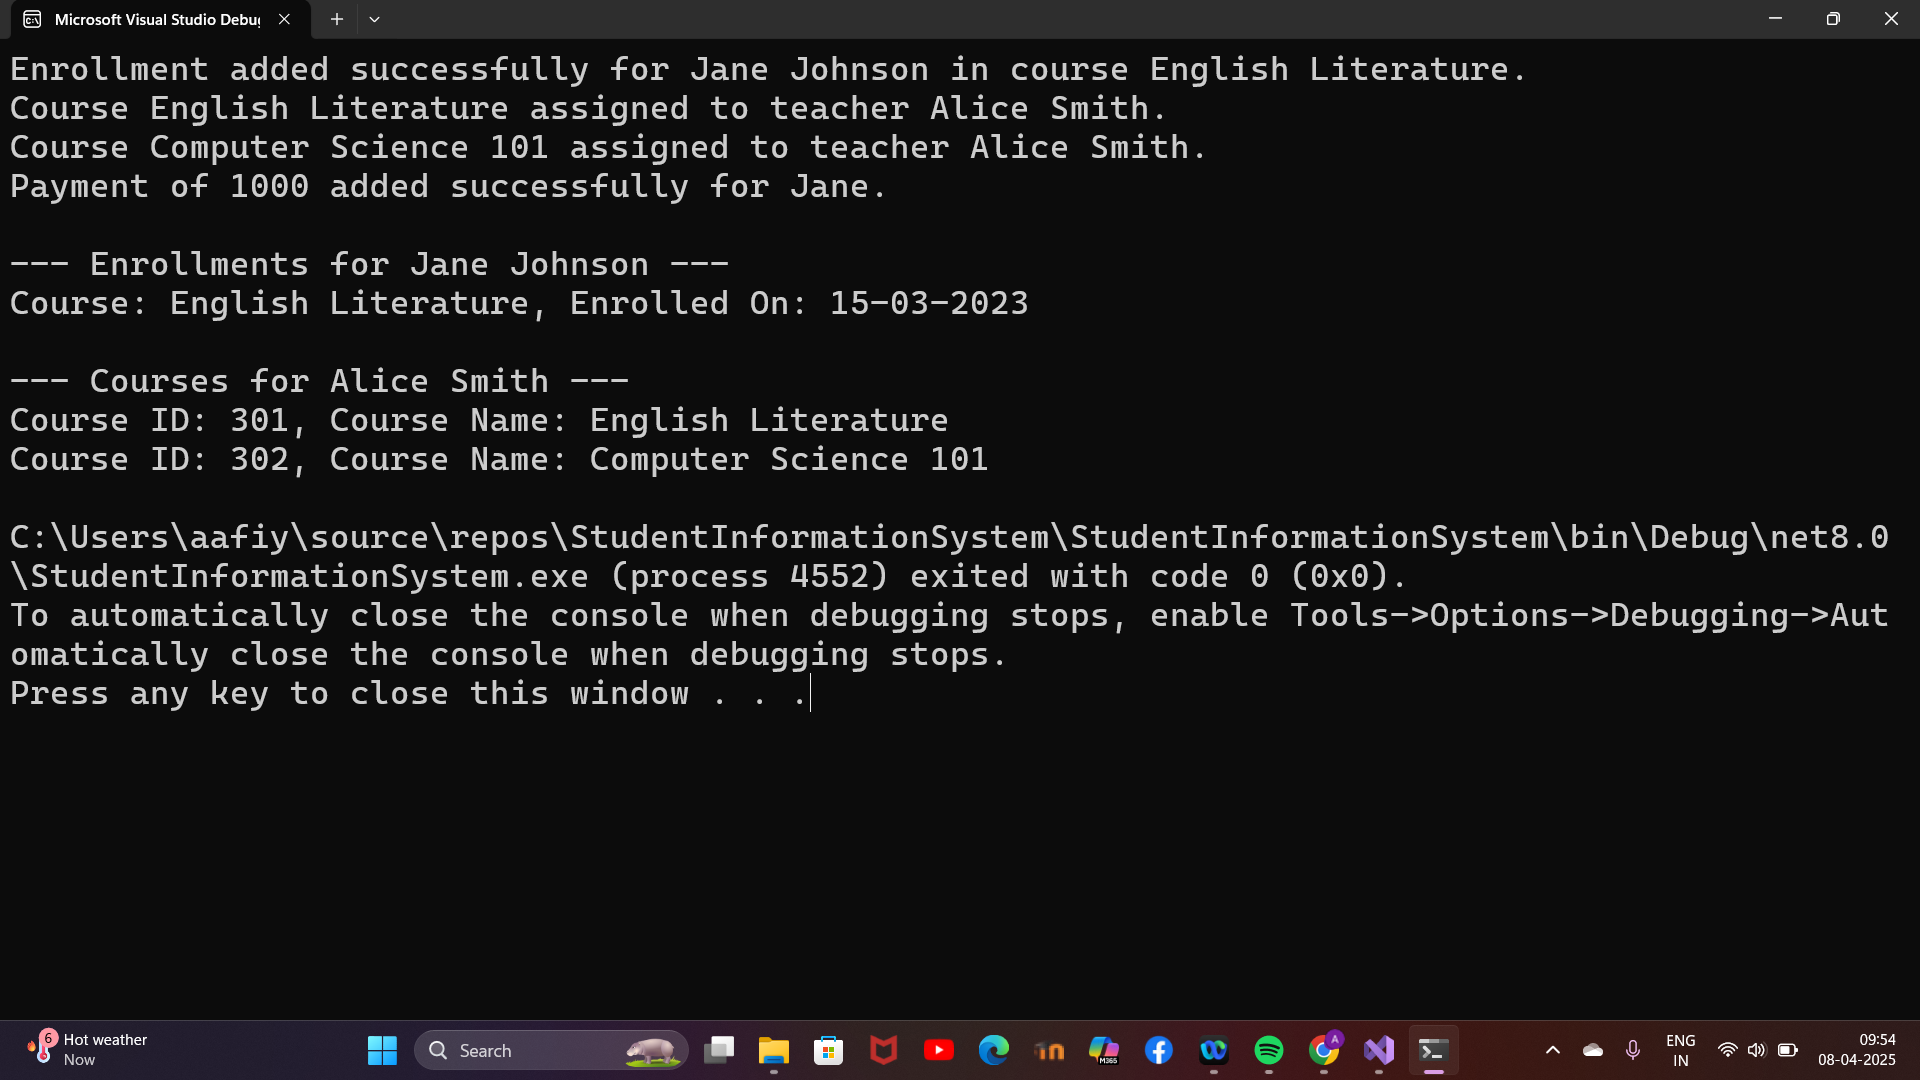 Microsoft Visual Studio Debu
Enrollment added successfully for Jane Johnson in course English Literature.
Course English Literature assigned to teacher Alice Smith.
Course Computer Science 101 assigned to teacher Alice Smith.
Payment of 1000 added successfully for Jane.
--- Enrollments for Jane Johnson ---
Course: English Literature, Enrolled On: 15-03-2023
--- Courses for Alice Smith ---
Course ID: 301, Course Name: English Literature
Course ID: 302, Course Name: Computer Science 101
C:\Users\aafiy\source\repos\StudentInformationSystem\StudentInformationSystem\bin\Debug\net8.0
\StudentInformationSystem.exe (process 4552) exited with code 0 (0x0).
To automatically close the console when debugging stops, enable Tools->Options->Debugging->Aut
omatically close the console when debugging stops.
Press any key to close this window . . .
6
Hot weather
Now
Search
M365
A
ENG
IN
09:54
08-04-2025